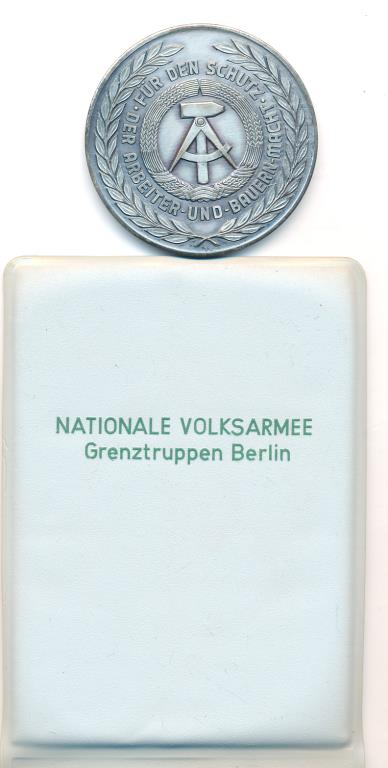 · FÜR DEN SCHUTZ ·
DER ARBEITER-UND-BAUERN-MACHT
NATIONALE VOLKSARMEE
Grenztruppen Berlin